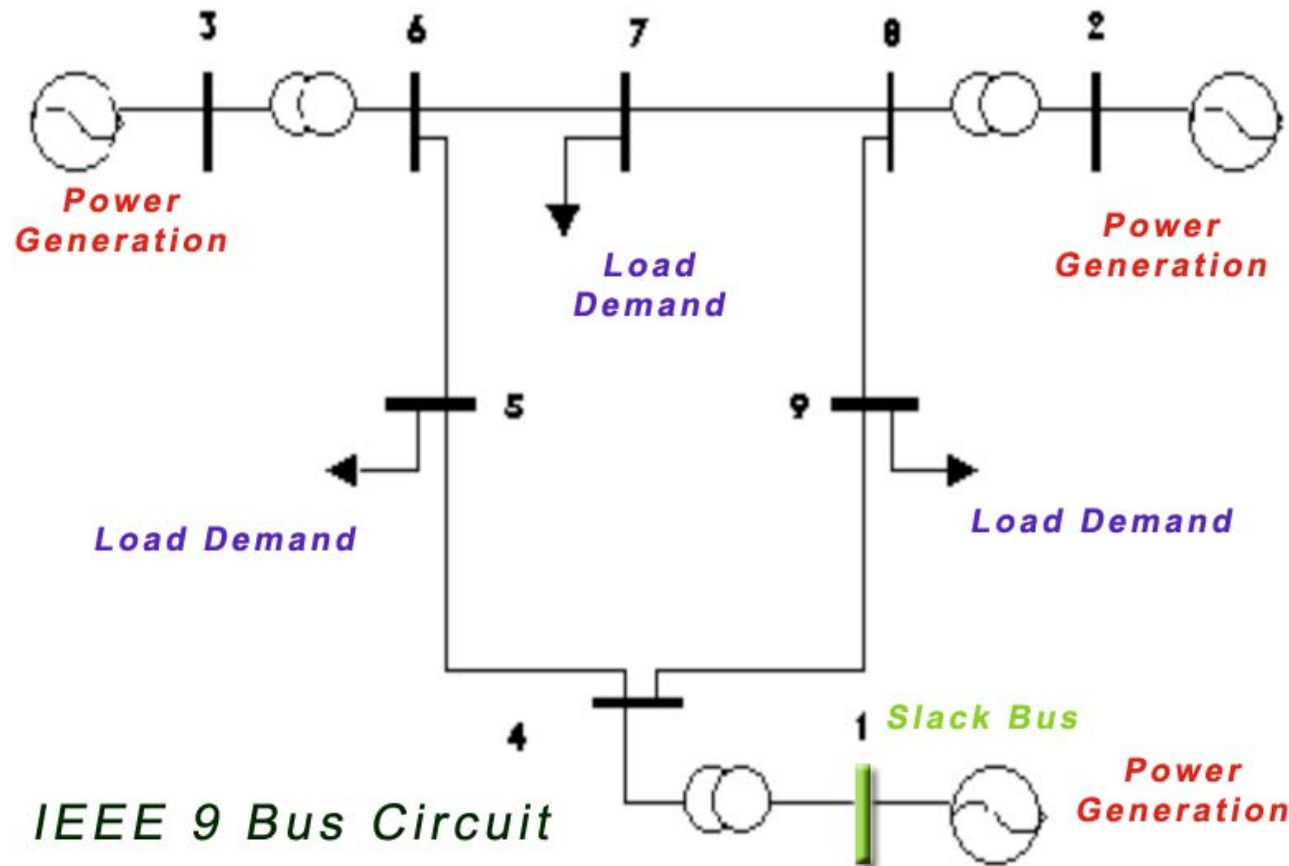 3
6
7
8
2
Power
Generation
Load
Demand
Power
Generation
5
9
Load Demand
Load Demand
4
1
Slack Bus
Power
Generation
IEEE 9 Bus Circuit